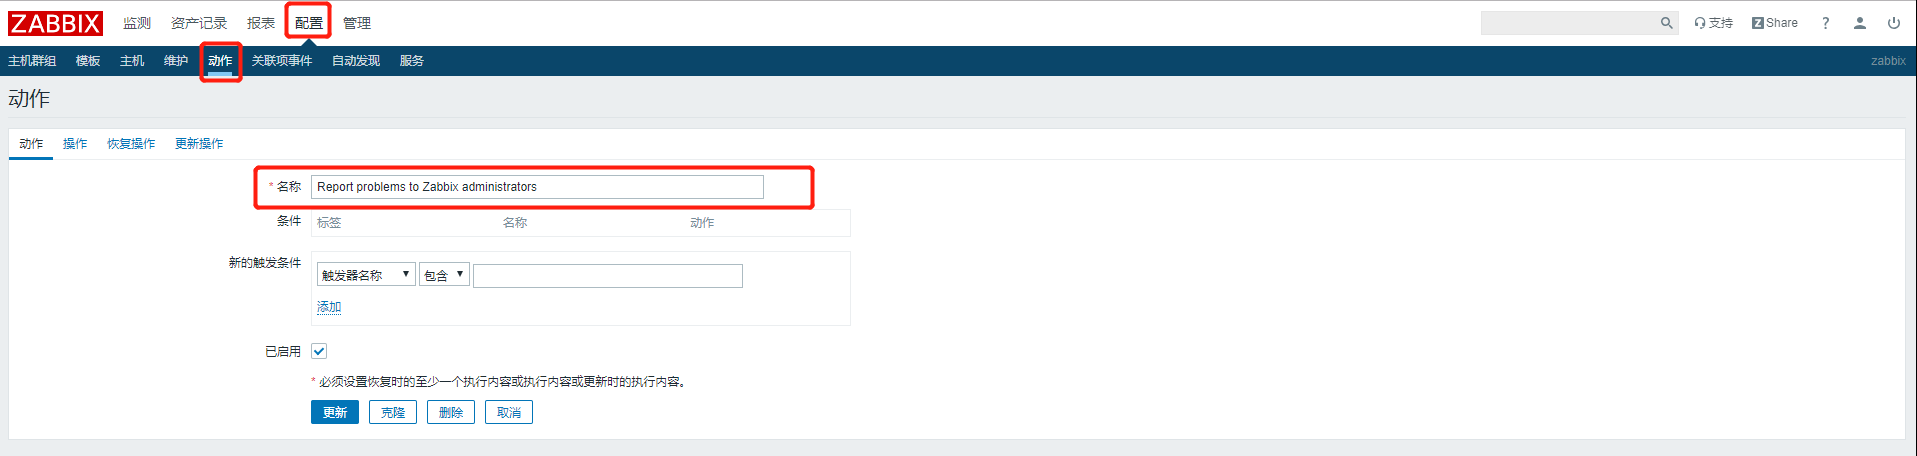 ZABBIX 监测 资产记录 报表 配置 管理 支持 Z Share ?
主机群组 模板 主机 维护 动作 关联项事件 自动发现 服务 zabbix
动作
动作 操作 恢复操作 更新操作
* 名称 Report problems to Zabbix administrators
条件 标签 名称 动作
新的触发条件 触发器名称 包含
添加
已启用
* 必须设置恢复时的至少一个执行内容或执行内容或更新时的执行内容。
更新 克隆 删除 取消